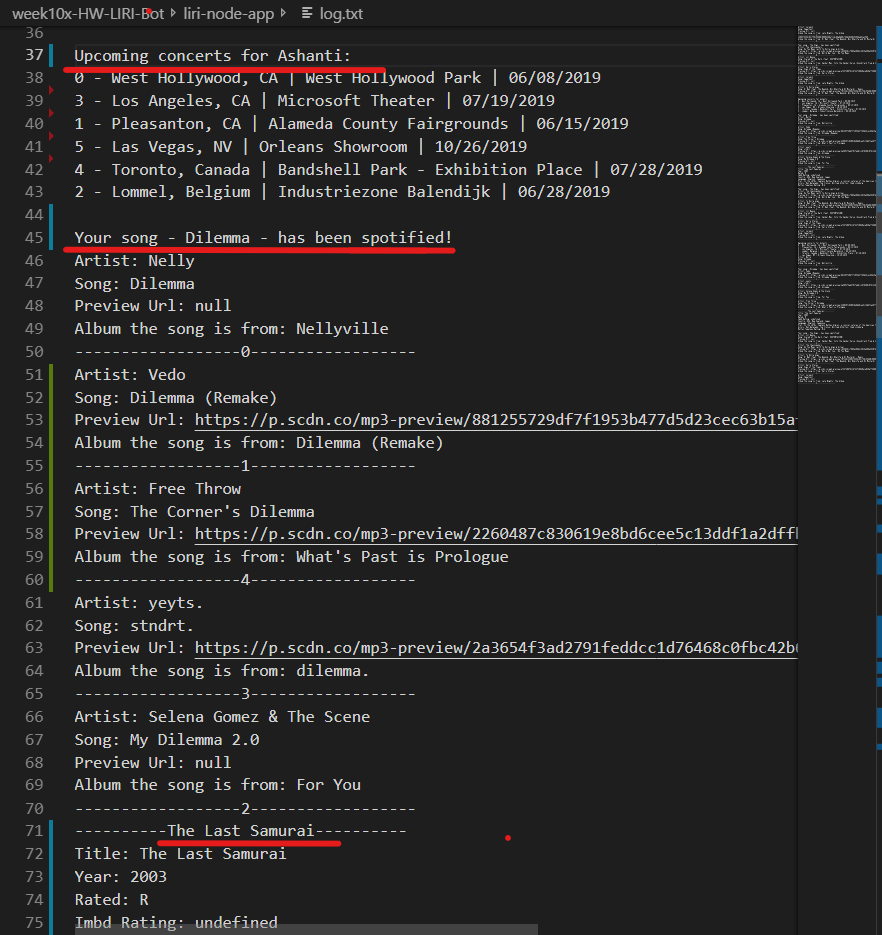 week10x-HW-LIRI-Bot > liri-node-app > log.txt
36
37 Upcoming concerts for Ashanti:
38 0 - West Hollywood, CA | West Hollywood Park | 06/08/2019
39 3 - Los Angeles, CA | Microsoft Theater | 07/19/2019
40 1 - Pleasanton, CA | Alameda County Fairgrounds | 06/15/2019
41 5 - Las Vegas, NV | Orleans Showroom | 10/26/2019
42 4 - Toronto, Canada | Bandshell Park - Exhibition Place | 07/28/2019
43 2 - Lommel, Belgium | Industriezone Balendijk | 06/28/2019
44
45 Your song - Dilemma - has been spotified!
46 Artist: Nelly
47 Song: Dilemma
48 Preview Url: null
49 Album the song is from: Nellyville
50 ------------------0------------------
51 Artist: Vedo
52 Song: Dilemma (Remake)
53 Preview Url: https://p.scdn.co/mp3-preview/881255729df7f1953b477d5d23cec63b15a
54 Album the song is from: Dilemma (Remake)
55 ------------------1------------------
56 Artist: Free Throw
57 Song: The Corner's Dilemma
58 Preview Url: https://p.scdn.co/mp3-preview/2260487c830619e8bd6cee5c13ddf1a2dff
59 Album the song is from: What's Past is Prologue
60 ------------------4------------------
61 Artist: yeyts.
62 Song: stndrt.
63 Preview Url: https://p.scdn.co/mp3-preview/2a3654f3ad2791feddcc1d76468c0fbc42b
64 Album the song is from: dilemma.
65 ------------------3------------------
66 Artist: Selena Gomez & The Scene
67 Song: My Dilemma 2.0
68 Preview Url: null
69 Album the song is from: For You
70 ------------------2------------------
71 ----------The Last Samurai----------
72 Title: The Last Samurai
73 Year: 2003
74 Rated: R
75 Imbd Rating: undefined